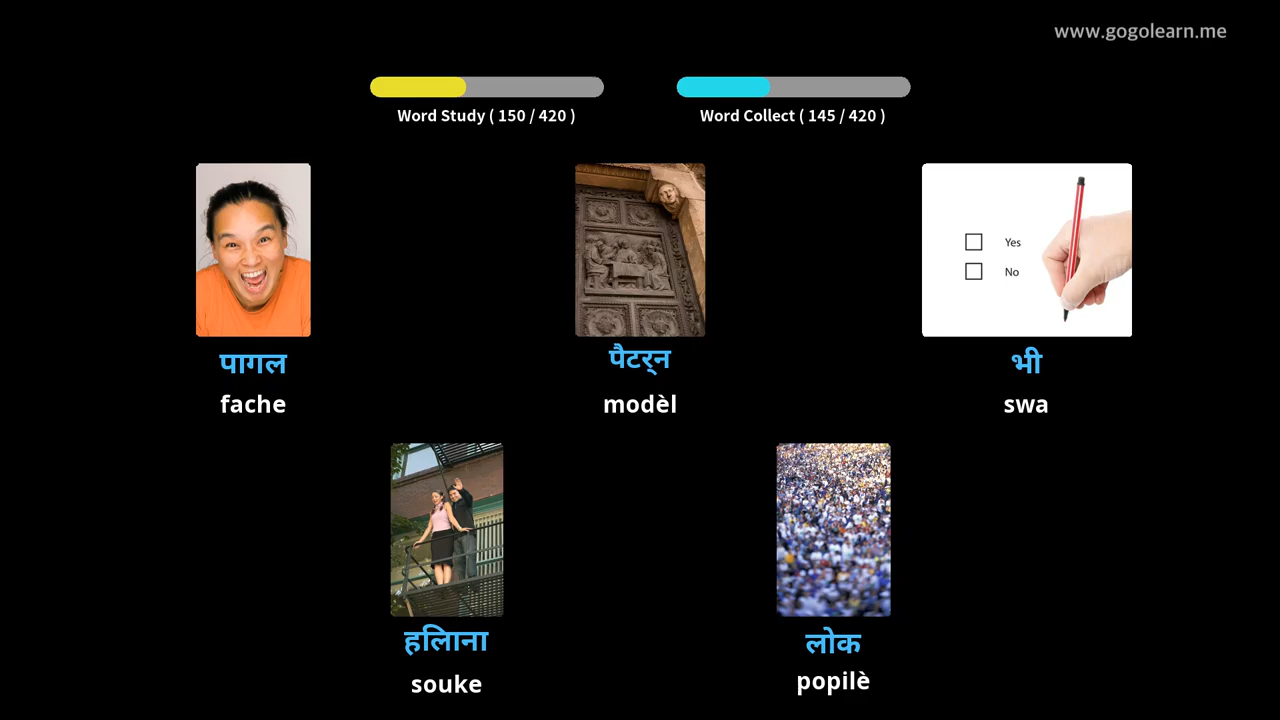 www.gogolearn.me
Word Study ( 150 / 420 )
Word Collect ( 145 / 420 )
Yes
No
पागल
पैटर्न
भी
fache
modèl
swa
हलिाना
लोक
souke
popilè